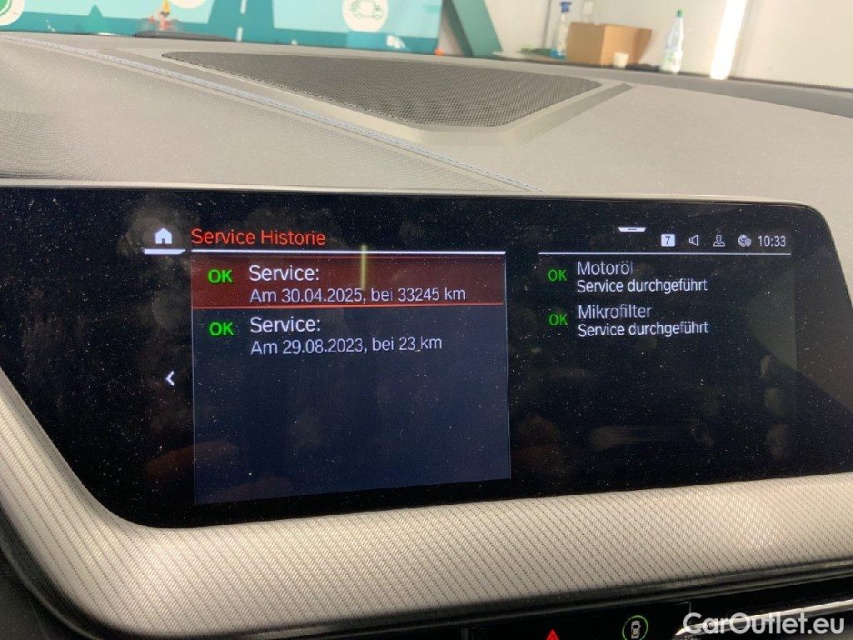 Service Historie
7
10:33
OK Service:
Am 30.04.2025, bei 33245 km
OK Service:
Am 29.08.2023, bei 23 km
OK Motoröl
Service durchgeführt
OK Mikrofilter
Service durchgeführt
CarOutlet.eu